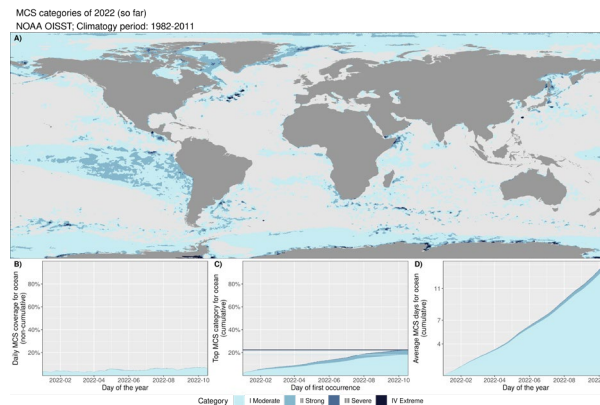 MCS categories of 2022 (so far)
NOAA OISST; Climatogy period: 1982-2011
A)
B)
Daily MCS coverage for ocean
(non-cumulative)
80%
60%
40%
20%
2022-02 2022-04 2022-06 2022-08 2022-10
Day of the year
C)
Top MCS category for ocean
(cumulative)
80%
60%
40%
20%
2022-02 2022-04 2022-06 2022-08 2022-10
Day of first occurrence
D)
Average MCS days for ocean
(cumulative)
11
7
4
2022-02 2022-04 2022-06 2022-08
Day of the year
Category I Moderate II Strong III Severe IV Extreme